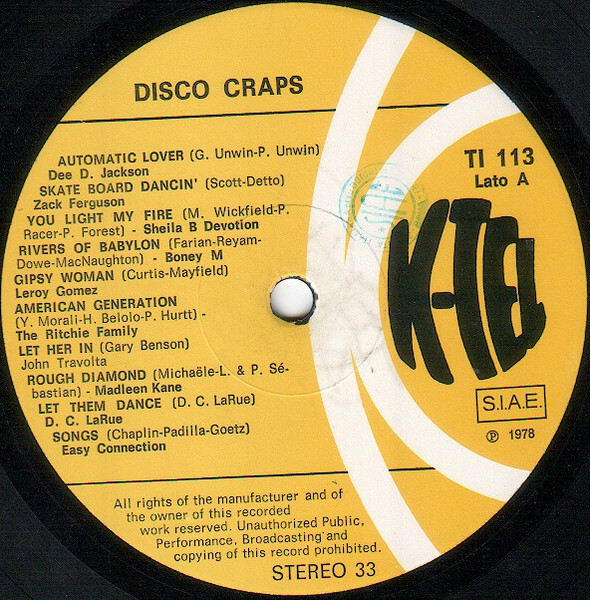 DISCO CRAPS
AUTOMATIC LOVER (G. Unwin-P. Unwin)
Dee D. Jackson
SKATE BOARD DANCIN' (Scott-Detto)
Zack Ferguson
YOU LIGHT MY FIRE (M. Wickfield-P.
Racer-P. Forest) - Sheila B Devotion
RIVERS OF BABYLON (Farian-Reyam-
Dowe-MacNaughton) - Boney M
GIPSY WOMAN (Curtis-Mayfield)
Leroy Gomez
AMERICAN GENERATION
(Y. Morali-H. Belolo-P. Hurtt) -
The Ritchie Family
LET HER IN (Gary Benson)
John Travolta
ROUGH DIAMOND (Michaële-L. & P. Sé-
bastian) - Madleen Kane
LET THEM DANCE (D. C. LaRue)
D. C. LaRue
SONGS (Chaplin-Padilla-Goetz)
Easy Connection
TI 113
Lato A
K-TEL
S.I.A.E.
℗ 1978
All rights of the manufacturer and of
the owner of this recorded
work reserved. Unauthorized Public,
Performance, Broadcasting and
copying of this record prohibited.
STEREO 33